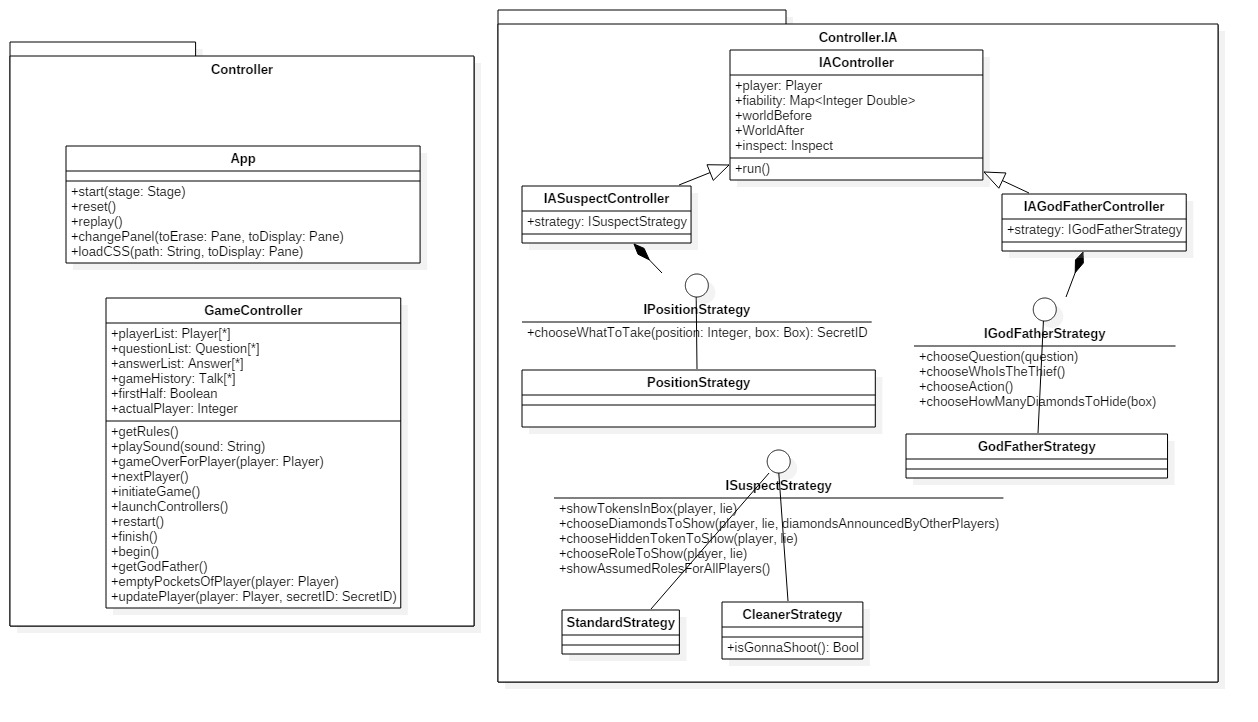 Controller
App
+start(stage: Stage)
+reset()
+replay()
+changePanel(toErase: Pane, toDisplay: Pane)
+loadCSS(path: String, toDisplay: Pane)
GameController
+playerList: Player[*]
+questionList: Question[*]
+answerList: Answer[*]
+gameHistory: Talk[*]
+firstHalf: Boolean
+actualPlayer: Integer
+getRules()
+playSound(sound: String)
+gameOverForPlayer(player: Player)
+nextPlayer()
+initiateGame()
+launchControllers()
+restart()
+finish()
+begin()
+getGodFather()
+emptyPocketsOfPlayer(player: Player)
+updatePlayer(player: Player, secretID: SecretID)
Controller.IA
IAController
+player: Player
+fiability: Map<Integer Double>
+worldBefore
+WorldAfter
+inspect: Inspect
+run()
IASuspectController
+strategy: ISuspectStrategy
IAGodFatherController
+strategy: IGodFatherStrategy
IPositionStrategy
+chooseWhatToTake(position: Integer, box: Box): SecretID
PositionStrategy
IGodFatherStrategy
+chooseQuestion(question)
+chooseWhoIsTheThief()
+chooseAction()
+chooseHowManyDiamondsToHide(box)
GodFatherStrategy
ISuspectStrategy
+showTokensInBox(player, lie)
+chooseDiamondsToShow(player, lie, diamondsAnnouncedByOtherPlayers)
+chooseHiddenTokenToShow(player, lie)
+chooseRoleToShow(player, lie)
+showAssumedRolesForAllPlayers()
StandardStrategy
CleanerStrategy
+isGonnaShoot(): Bool